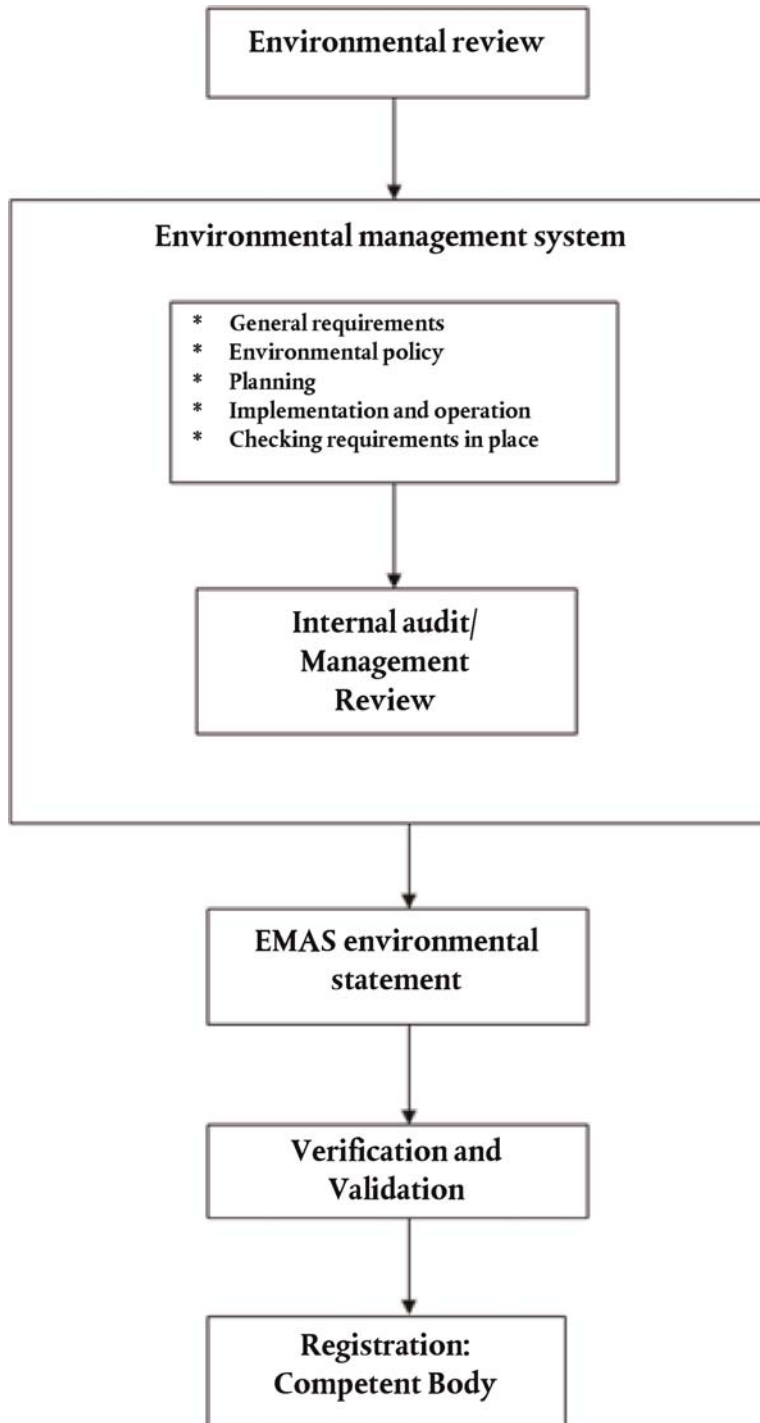 Environmental review
Environmental management system
* General requirements
* Environmental policy
* Planning
* Implementation and operation
* Checking requirements in place
Internal audit/
Management
Review
EMAS environmental
statement
Verification and
Validation
Registration:
Competent Body